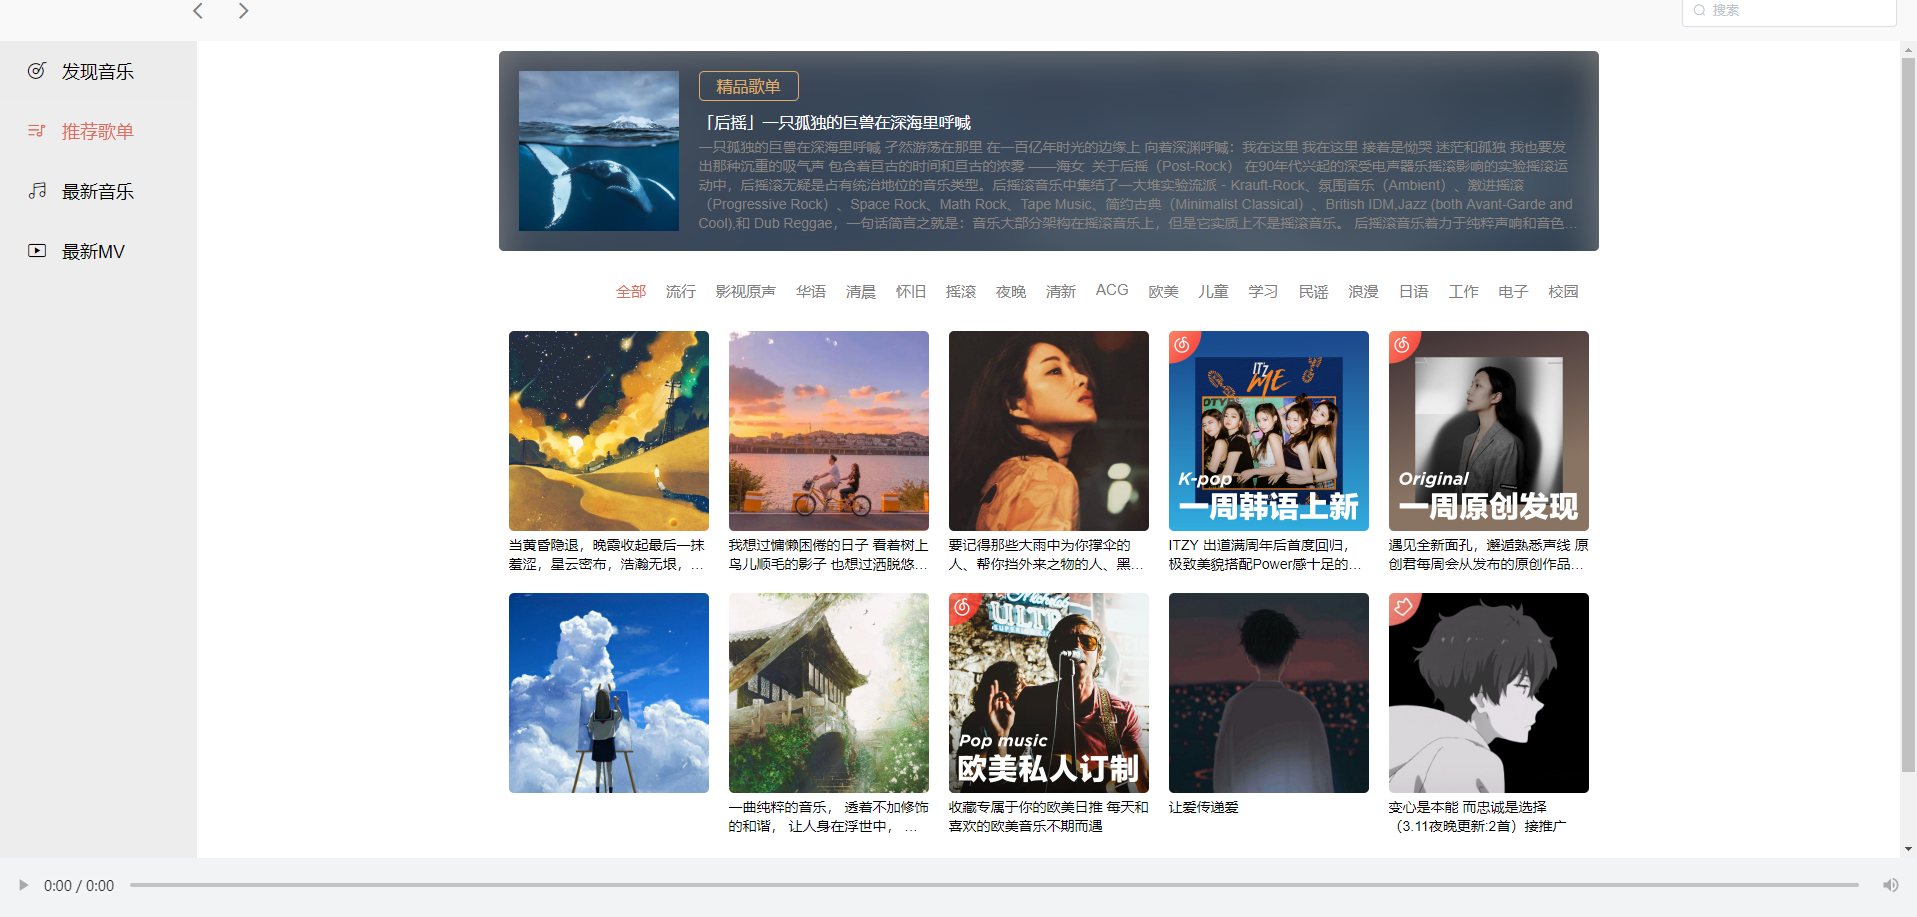 搜索
发现音乐
推荐歌单
最新音乐
最新MV
精品歌单
「后摇」一只孤独的巨兽在深海里呼喊
一只孤独的巨兽在深海里呼喊 孑然游荡在那里 在一百亿年时光的边缘上 向着深渊呼喊：我在这里 我在这里 接着是恸哭 迷茫和孤独 我也要发
出那种沉重的吸气声 包含着亘古的时间和亘古的浓雾 ——海女 关于后摇（Post-Rock） 在90年代兴起的深受电声器乐摇滚影响的实验摇滚运
动中，后摇滚无疑是占有统治地位的音乐类型。后摇滚音乐中集结了一大堆实验流派 - Krauft-Rock、氛围音乐（Ambient）、激进摇滚
（Progressive Rock）、Space Rock、Math Rock、Tape Music、简约古典（Minimalist Classical）、British IDM,Jazz (both Avant-Garde and
Cool),和 Dub Reggae，一句话简言之就是：音乐大部分架构在摇滚音乐上，但是它实质上不是摇滚音乐。 后摇滚音乐着力于纯粹声响和音色…
全部 流行 影视原声 华语 清晨 怀旧 摇滚 夜晚 清新 ACG 欧美 儿童 学习 民谣 浪漫 日语 工作 电子 校园
ITZ ME
K-pop
一周韩语上新
Original
一周原创发现
当黄昏隐退，晚霞收起最后一抹
羞涩，星云密布，浩瀚无垠，…
我想过慵懒困倦的日子 看着树上
鸟儿顺毛的影子 也想过洒脱悠…
要记得那些大雨中为你撑伞的
人、帮你挡外来之物的人、黑…
ITZY 出道满周年后首度回归，
极致美貌搭配Power感十足的…
遇见全新面孔，邂逅熟悉声线 原
创君每周会从发布的原创作品…
Pop music
欧美私人订制
一曲纯粹的音乐， 透着不加修饰
的和谐， 让人身在浮世中， …
收藏专属于你的欧美日推 每天和
喜欢的欧美音乐不期而遇
让爱传递爱
变心是本能 而忠诚是选择
（3.11夜晚更新:2首）接推广
0:00 / 0:00